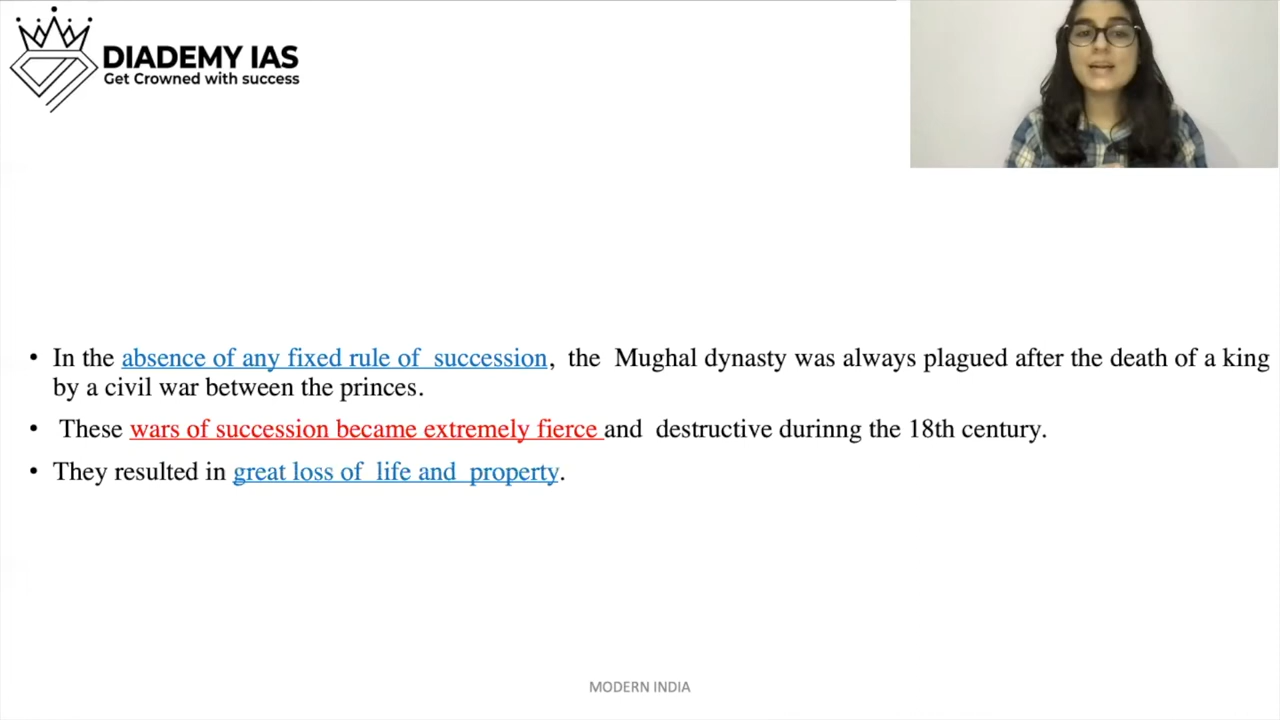 DIADEMY IAS
Get Crowned with success
• In the absence of any fixed rule of succession, the Mughal dynasty was always plagued after the death of a king
by a civil war between the princes.
• These wars of succession became extremely fierce and destructive durinng the 18th century.
• They resulted in great loss of life and property.
MODERN INDIA